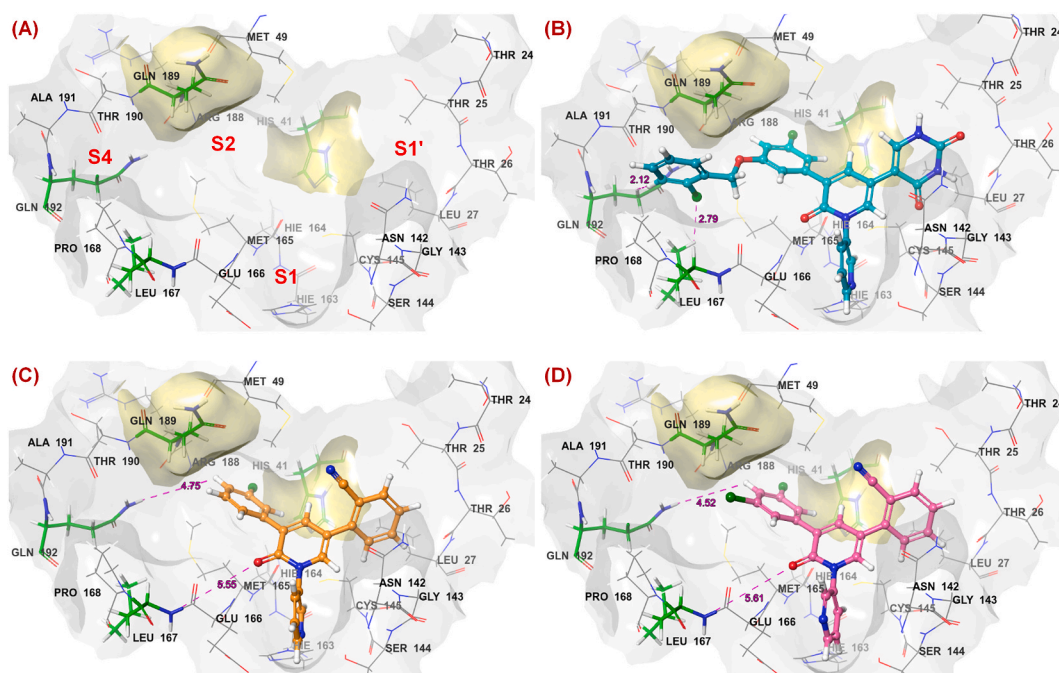 (A)
MET 49
THR 24
GLN 189
ALA 191
ARG 188
HIS 41
THR 25
THR 190
S2
S1'
S4
THR 26
GLN 192
LEU 27
HIE 164
ASN 142
PRO 168
MET 165
GLY 143
CYS 145
GLU 166
S1
LEU 167
HIE 163
SER 144
(B)
MET 49
THR 24
GLN 189
ALA 191
ARG 188
HIS 41
THR 25
THR 190
2.12
THR 26
GLN 192
2.79
LEU 27
HIE 164
ASN 142
PRO 168
MET 165
GLY 143
CYS 145
GLU 166
LEU 167
HIE 163
SER 144
(C)
MET 49
THR 24
GLN 189
ALA 191
THR 25
THR 190
ARG 188
HIS 41
4.75
THR 26
GLN 192
LEU 27
5.55
HIE 164
MET 165
ASN 142
PRO 168
GLY 143
CYS 145
GLU 166
LEU 167
HIE 163
SER 144
(D)
MET 49
THR 24
GLN 189
ALA 191
THR 25
THR 190
ARG 188
HIS 41
4.52
THR 26
GLN 192
LEU 27
HIE 164
MET 165
ASN 142
PRO 168
5.61
GLY 143
CYS 145
GLU 166
LEU 167
HIE 163
SER 144